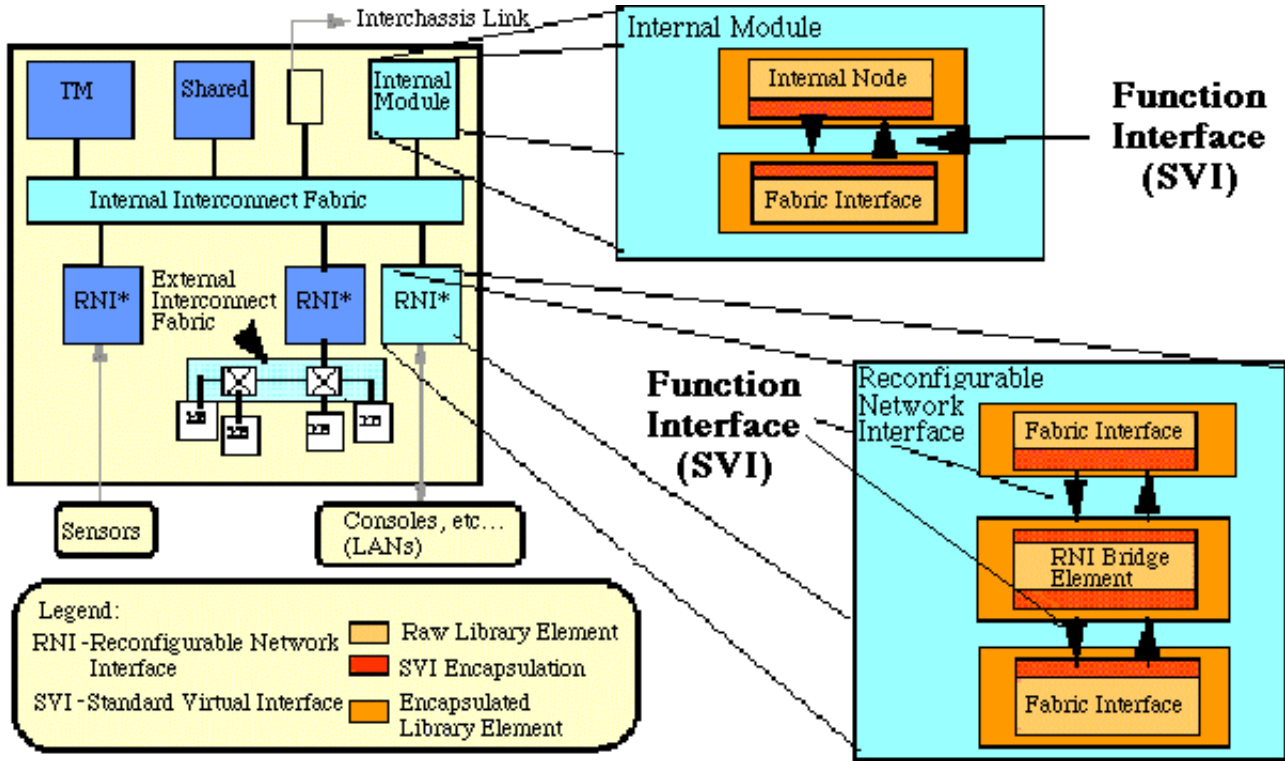 Interchassis Link
TM
Shared
Internal
Module
Internal Interconnect Fabric
RNI*
External
Interconnect
Fabric
RNI*
RNI*
Sensors
Consoles, etc...
(LANs)
Internal Module
Internal Node
Fabric Interface
Function
Interface
(SVI)
Function
Interface
(SVI)
Reconfigurable
Network
Interface
Fabric Interface
RNI Bridge
Element
Fabric Interface
Legend:
RNI - Reconfigurable Network
Interface
SVI - Standard Virtual Interface
Raw Library Element
SVI Encapsulation
Encapsulated
Library Element